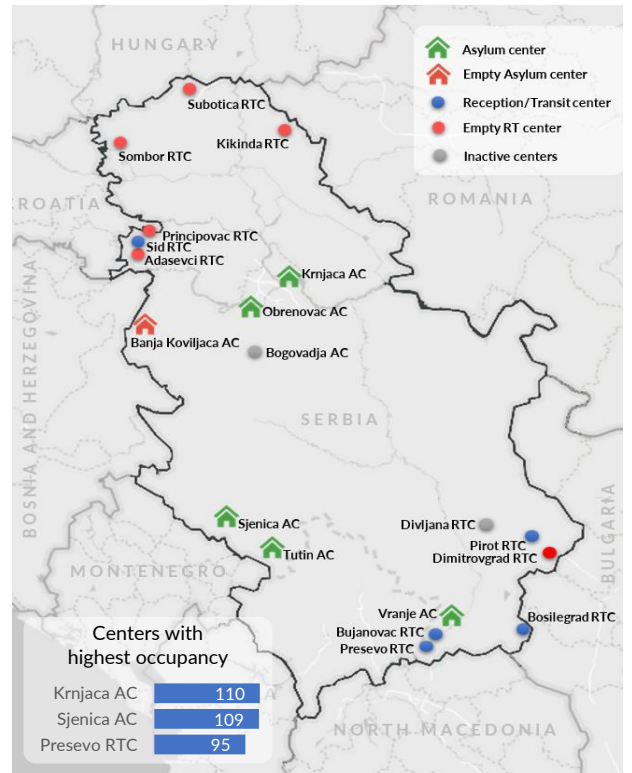 HUNGARY
Asylum center
Empty Asylum center
Reception/Transit center
Empty RT center
Inactive centers
Subotica RTC
Kikinda RTC
Sombor RTC
ROMANIA
CROATIA
Principovac RTC
Sid RTC
Adasevci RTC
Krnjaca AC
Obrenovac AC
Banja Koviljaca AC
Bogovadja AC
BOSNIA AND HERZEGOVINA
SERBIA
Sjenica AC
Tutin AC
Divljana RTC
Pirot RTC
Dimitrovgrad RTC
BULGARIA
MONTENEGRO
Vranje AC
Bujanovac RTC
Presevo RTC
Bosilegrad RTC
Centers with
highest occupancy
Krnjaca AC 110
Sjenica AC 109
Presevo RTC 95
NORTH MACEDONIA